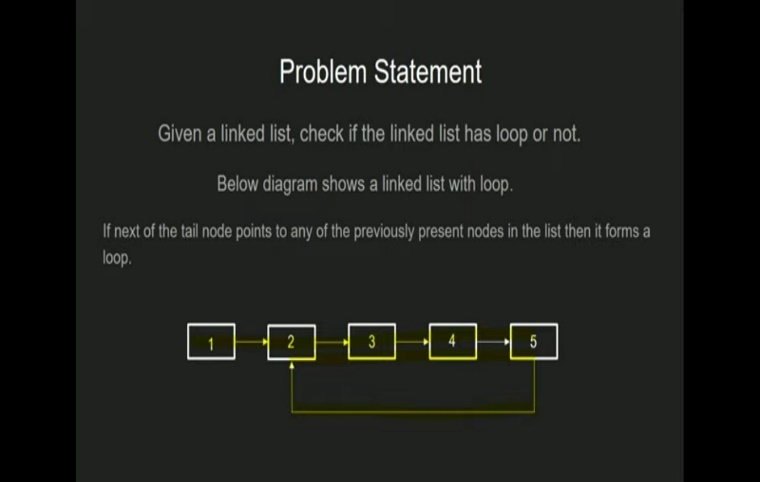 Problem Statement
Given a linked list, check if the linked list has loop or not.
Below diagram shows a linked list with loop.
If next of the tail node points to any of the previously present nodes in the list then it forms a
loop.
1 2 3 4 5